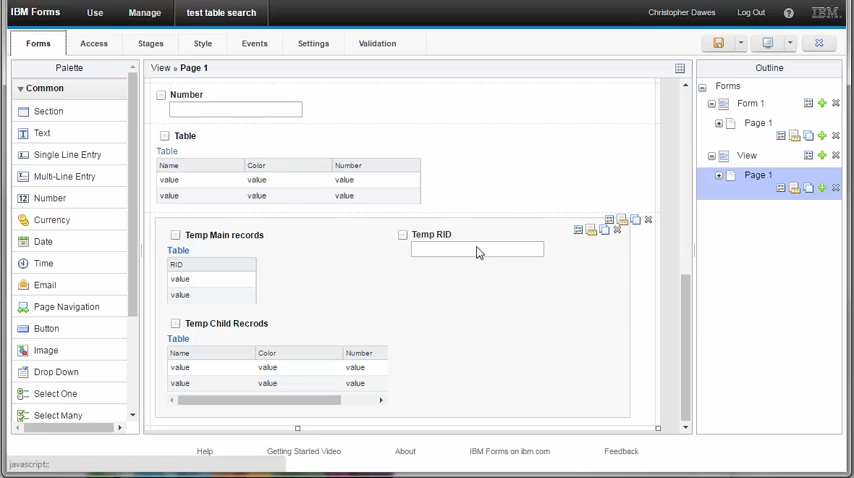 IBM Forms Use Manage test table search Christopher Dawes Log Out ? IBM
Forms Access Stages Style Events Settings Validation
Palette
Common
Section
Text
Single Line Entry
Multi-Line Entry
Number
Currency
Date
Time
Email
Page Navigation
Button
Image
Drop Down
Select One
Select Many
View » Page 1
Number
Table
Table
Name Color Number
value value value
value value value
Temp Main records Temp RID
Table
RID
value
value
Temp Child Recrods
Table
Name Color Number
value value value
value value value
Outline
Forms
Form 1
Page 1
View
Page 1
Help Getting Started Video About IBM Forms on ibm.com Feedback
javascript:;